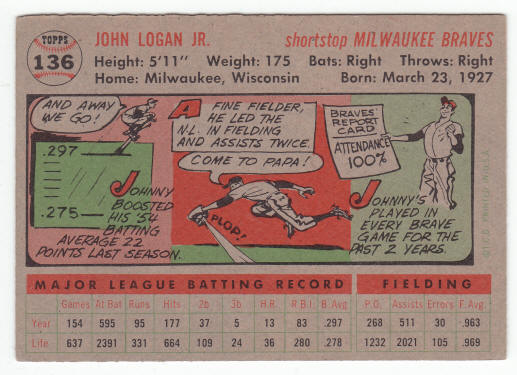 TOPPS
136
JOHN LOGAN JR.
shortstop MILWAUKEE BRAVES
Height: 5'11" Weight: 175 Bats: Right Throws: Right
Home: Milwaukee, Wisconsin Born: March 23, 1927
AND AWAY
WE GO!
.297
.275
JOHNNY
BOOSTED
HIS '54
BATTING
AVERAGE 22
POINTS LAST SEASON.
A FINE FIELDER,
HE LED THE
N.L. IN FIELDING
AND ASSISTS TWICE.
COME TO PAPA!
PLOP!
BRAVES'
REPORT
CARD
ATTENDANCE
100%
JOHNNY'S
PLAYED IN
EVERY BRAVE
GAME FOR THE
PAST 2 YEARS.
MAJOR LEAGUE BATTING RECORD FIELDING
Games At Bat Runs Hits 2b 3b H.R. R.B.I. B. Avg P.O. Assists Errors F. Avg.
Year 154 595 95 177 37 5 13 83 .297 268 511 30 .963
Life 637 2391 331 664 109 24 36 280 .278 1232 2021 105 .969